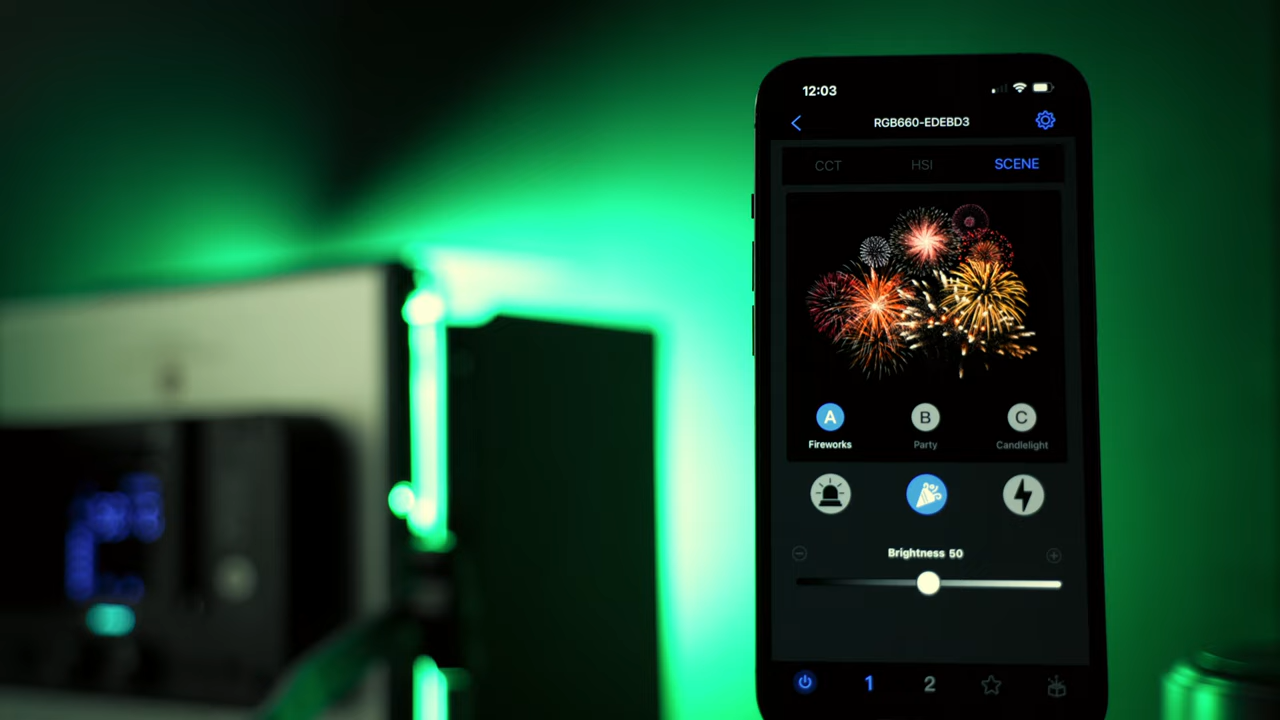 12:03
RGB660-EDEBD3
CCT HSI SCENE
A B C
Fireworks Party Candlelight
Brightness 50
1 2